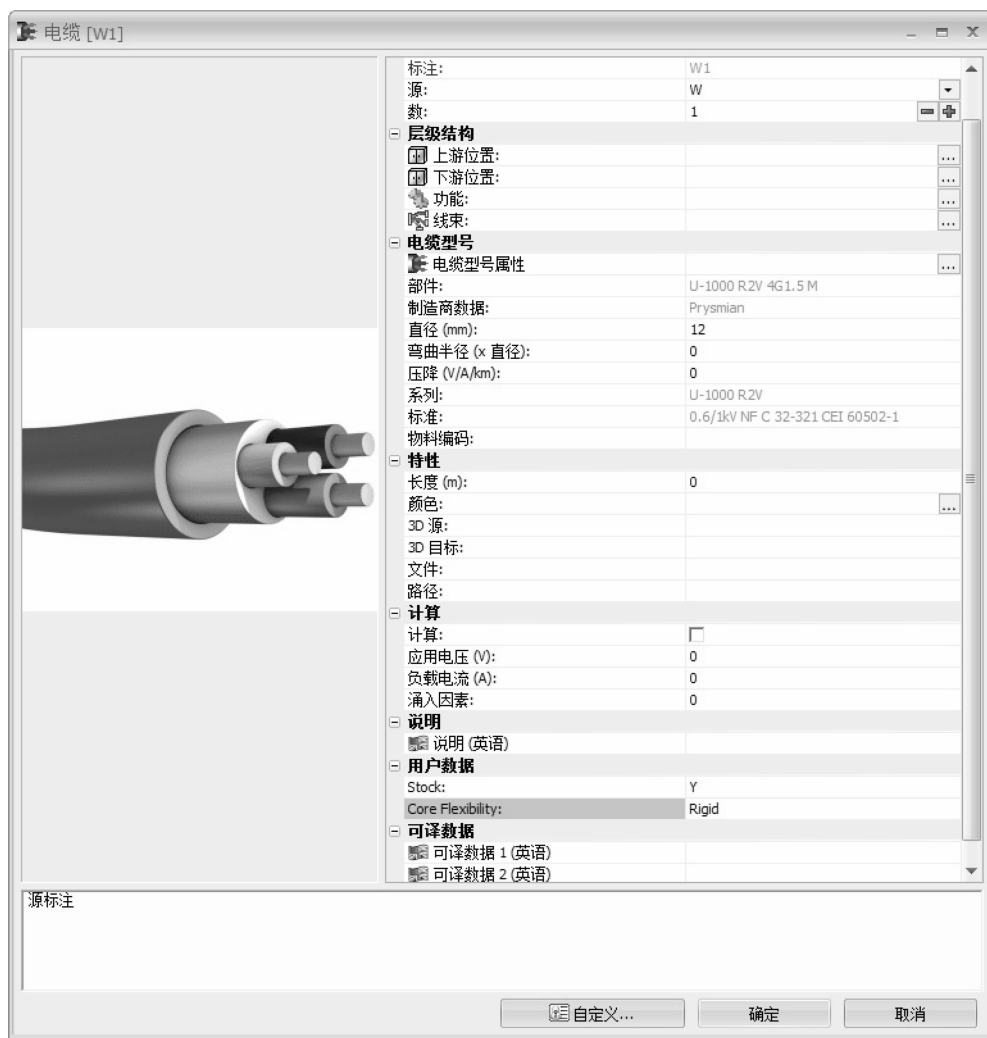 电缆 [W1]
标注: W1
源: W
数: 1
层级结构
上游位置:
下游位置:
功能:
线束:
电缆型号
电缆型号属性
部件: U-1000 R2V 4G1.5 M
制造商数据: Prysmian
直径 (mm): 12
弯曲半径 (x 直径): 0
压降 (V/A/km): 0
系列: U-1000 R2V
标准: 0.6/1kV NF C 32-321 CEI 60502-1
物料编码:
特性
长度 (m): 0
颜色:
3D 源:
3D 目标:
文件:
路径:
计算
计算:
应用电压 (V): 0
负载电流 (A): 0
涌入因素: 0
说明
说明 (英语)
用户数据
Stock: Y
Core Flexibility: Rigid
可译数据
可译数据 1 (英语)
可译数据 2 (英语)
源标注
自定义... 确定 取消